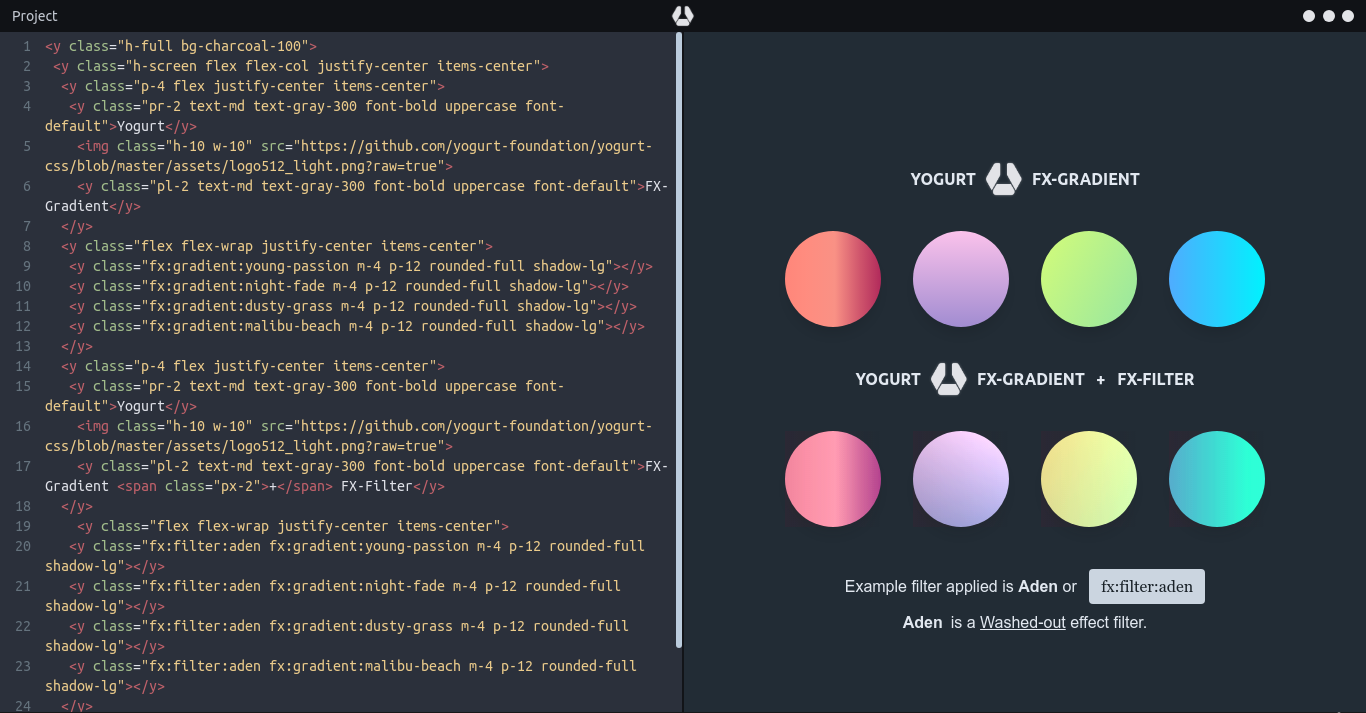 Project
1 <y class="h-full bg-charcoal-100">
2 <y class="h-screen flex flex-col justify-center items-center">
3 <y class="p-4 flex justify-center items-center">
4 <y class="pr-2 text-md text-gray-300 font-bold uppercase font-
default">Yogurt</y>
5 <img class="h-10 w-10" src="https://github.com/yogurt-foundation/yogurt-
css/blob/master/assets/logo512_light.png?raw=true">
6 <y class="pl-2 text-md text-gray-300 font-bold uppercase font-default">FX-
Gradient</y>
7 </y>
8 <y class="flex flex-wrap justify-center items-center">
9 <y class="fx:gradient:young-passion m-4 p-12 rounded-full shadow-lg"></y>
10 <y class="fx:gradient:night-fade m-4 p-12 rounded-full shadow-lg"></y>
11 <y class="fx:gradient:dusty-grass m-4 p-12 rounded-full shadow-lg"></y>
12 <y class="fx:gradient:malibu-beach m-4 p-12 rounded-full shadow-lg"></y>
13 </y>
14 <y class="p-4 flex justify-center items-center">
15 <y class="pr-2 text-md text-gray-300 font-bold uppercase font-
default">Yogurt</y>
16 <img class="h-10 w-10" src="https://github.com/yogurt-foundation/yogurt-
css/blob/master/assets/logo512_light.png?raw=true">
17 <y class="pl-2 text-md text-gray-300 font-bold uppercase font-default">FX-
Gradient <span class="px-2">+</span> FX-Filter</y>
18 </y>
19 <y class="flex flex-wrap justify-center items-center">
20 <y class="fx:filter:aden fx:gradient:young-passion m-4 p-12 rounded-full
shadow-lg"></y>
21 <y class="fx:filter:aden fx:gradient:night-fade m-4 p-12 rounded-full
shadow-lg"></y>
22 <y class="fx:filter:aden fx:gradient:dusty-grass m-4 p-12 rounded-full
shadow-lg"></y>
23 <y class="fx:filter:aden fx:gradient:malibu-beach m-4 p-12 rounded-full
shadow-lg"></y>
24 </y>
YOGURT FX-GRADIENT
YOGURT FX-GRADIENT + FX-FILTER
Example filter applied is Aden or fx:filter:aden
Aden is a Washed-out effect filter.